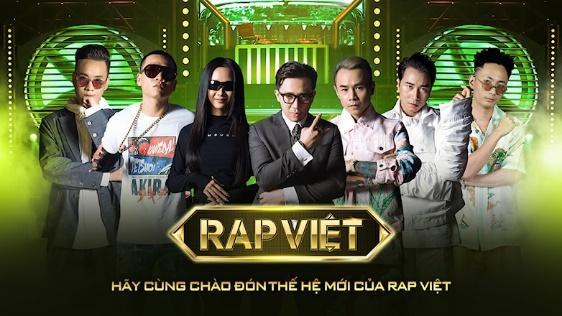 RAP VIỆT
HÃY CÙNG CHÀO ĐÓN THẾ HỆ MỚI CỦA RAP VIỆT